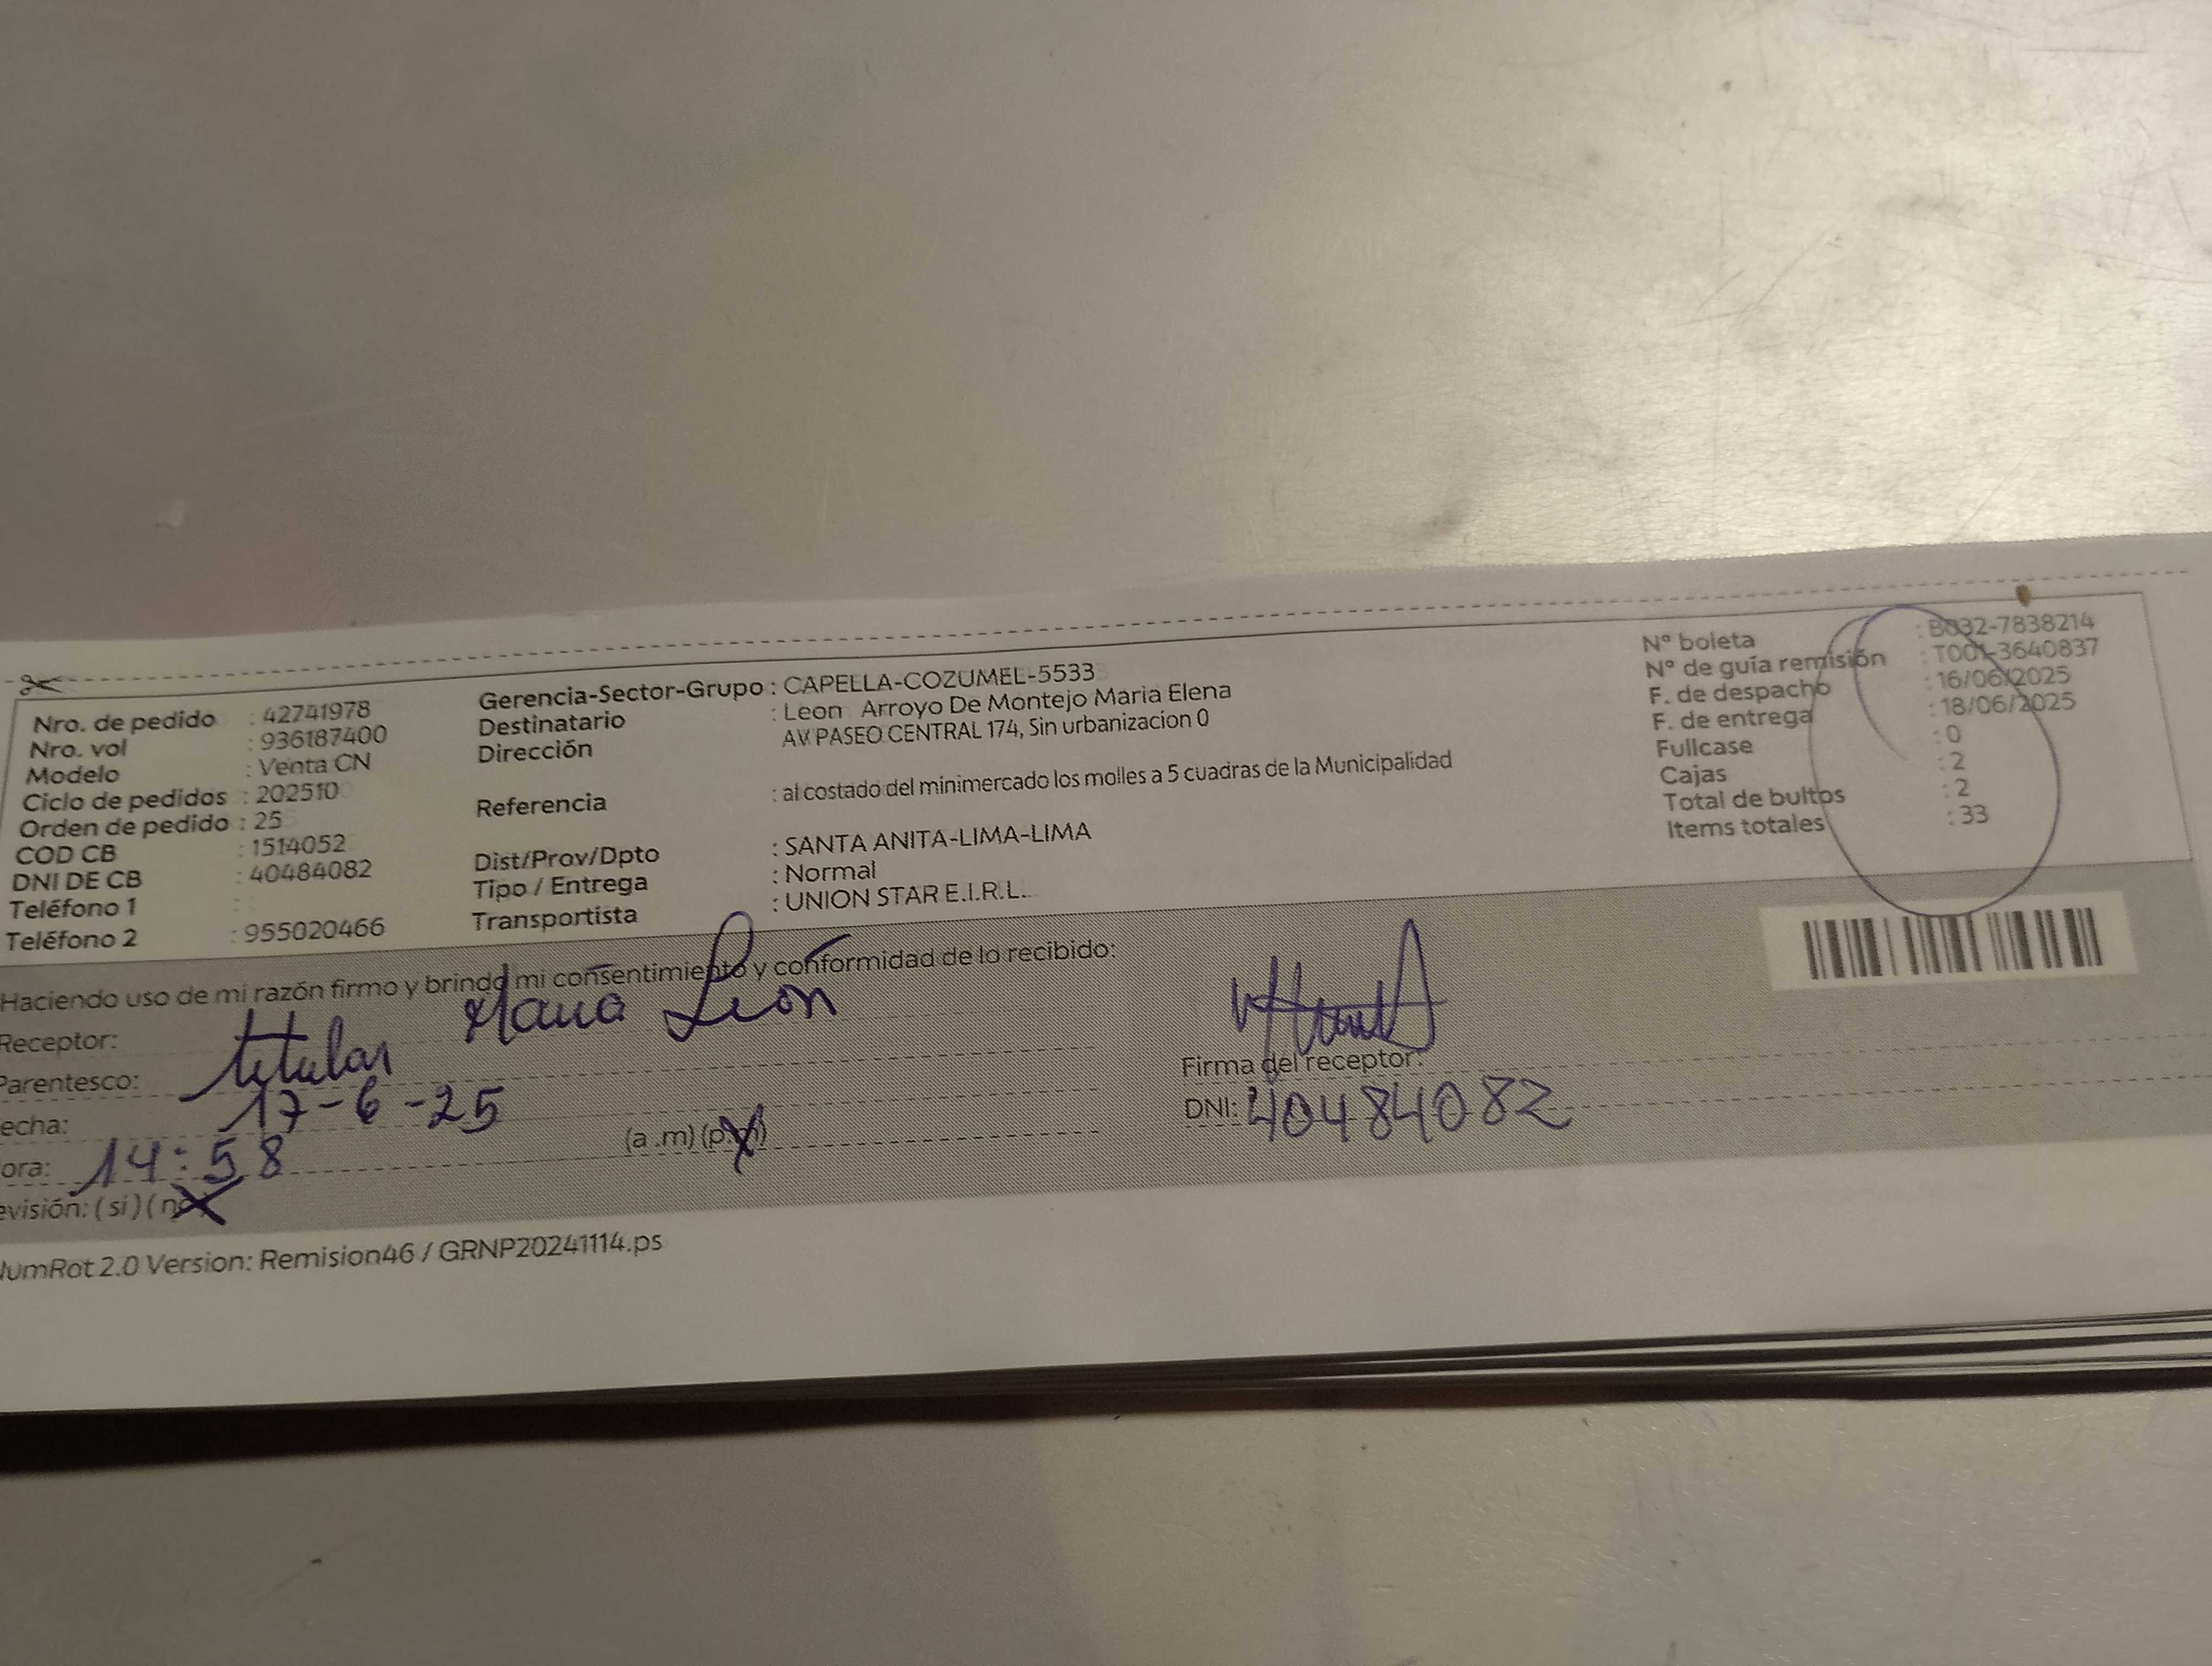 Nro. de pedido : 42741978
Nro. vol : 936187400
Modelo : Venta CN
Ciclo de pedidos : 202510
Orden de pedido : 25
COD CB : 1514052
DNI DE CB : 40484082
Teléfono 1 :
Teléfono 2 : 955020466
Gerencia-Sector-Grupo : CAPELLA-COZUMEL-5533
Destinatario : Leon Arroyo De Montejo Maria Elena
Dirección AV PASEO CENTRAL 174, Sin urbanizacion 0
Referencia : al costado del minimercado los molles a 5 cuadras de la Municipalidad
Dist/Prov/Dpto : SANTA ANITA-LIMA-LIMA
Tipo / Entrega : Normal
Transportista : UNION STAR E.I.R.L.
N° boleta : B032-7838214
N° de guía remisión : T001-3640837
F. de despacho : 16/06/2025
F. de entrega : 18/06/2025
Fullcase : 0
Cajas : 2
Total de bultos : 2
Items totales : 33
Haciendo uso de mi razón firmo y brindo mi consentimiento y conformidad de lo recibido:
Receptor: Maria León
Parentesco: titular
echa: 17-6-25
ora: 14:58 (a .m) (p.m)
evisión: ( si ) ( no )
Firma del receptor:
DNI: 40484082
NumRot 2.0 Version: Remision46 / GRNP20241114.ps